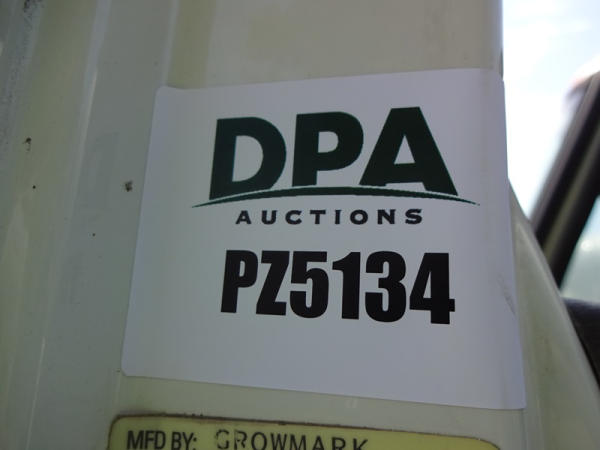 DPA
AUCTIONS
PZ5134
MFD BY: GROWMARK